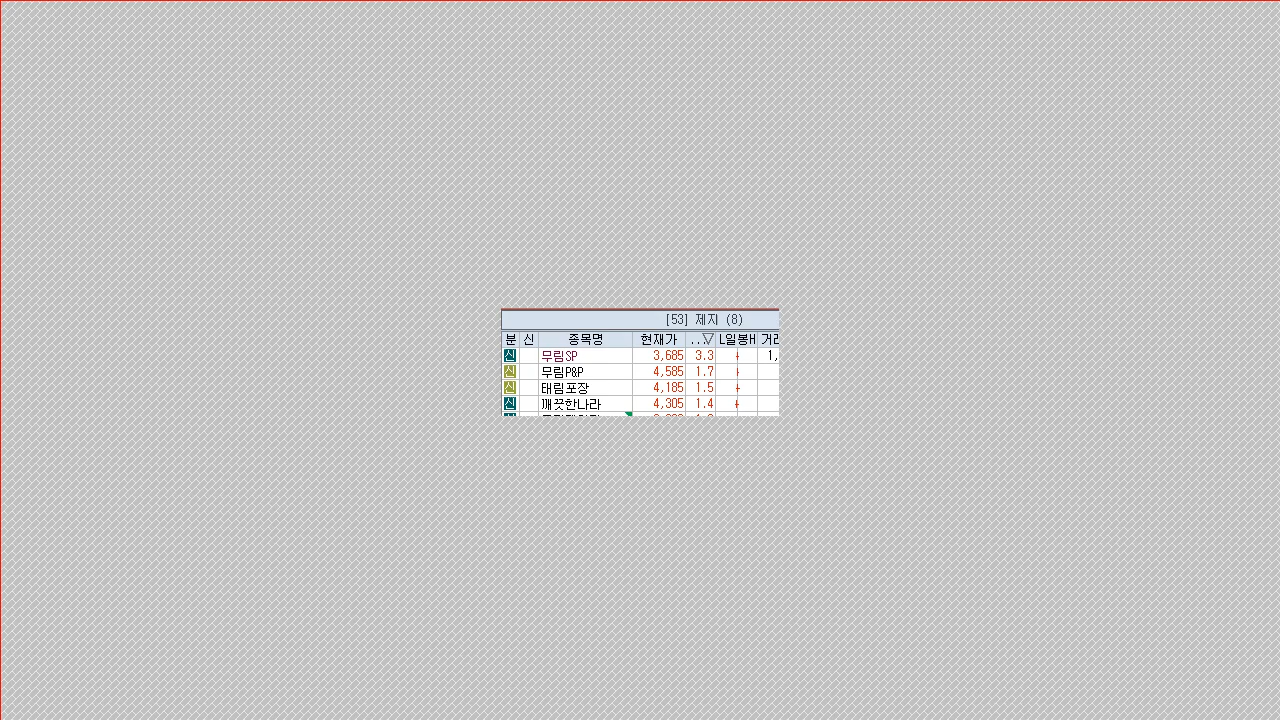 [53] 제지 (8)
분 신 종목명 현재가 ..▽ L일봉H 거래
신 무림SP 3,685 3.3 1,
신 무림P&P 4,585 1.7
신 태림포장 4,185 1.5
신 깨끗한나라 4,305 1.4